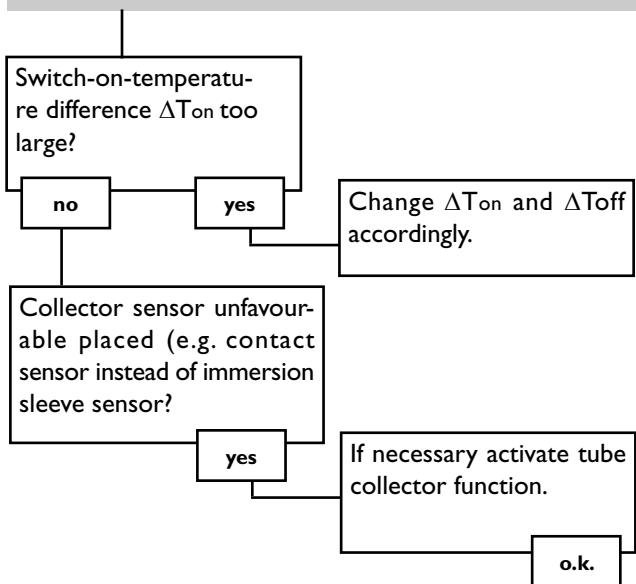 Switch-on-temperatu-
re difference ΔTon too
large?
no
yes
Change ΔTon and ΔToff
accordingly.
Collector sensor unfavour-
able placed (e.g. contact
sensor instead of immersion
sleeve sensor?
yes
If necessary activate tube
collector function.
o.k.